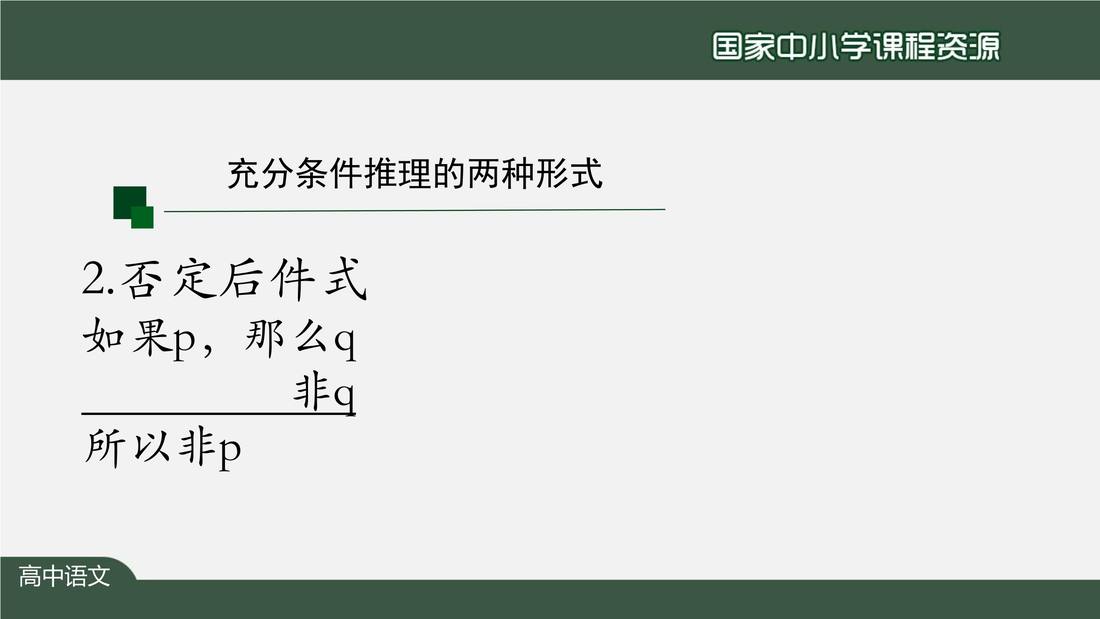 国家中小学课程资源
充分条件推理的两种形式
2.否定后件式
如果p，那么q
非q
所以非p
高中语文